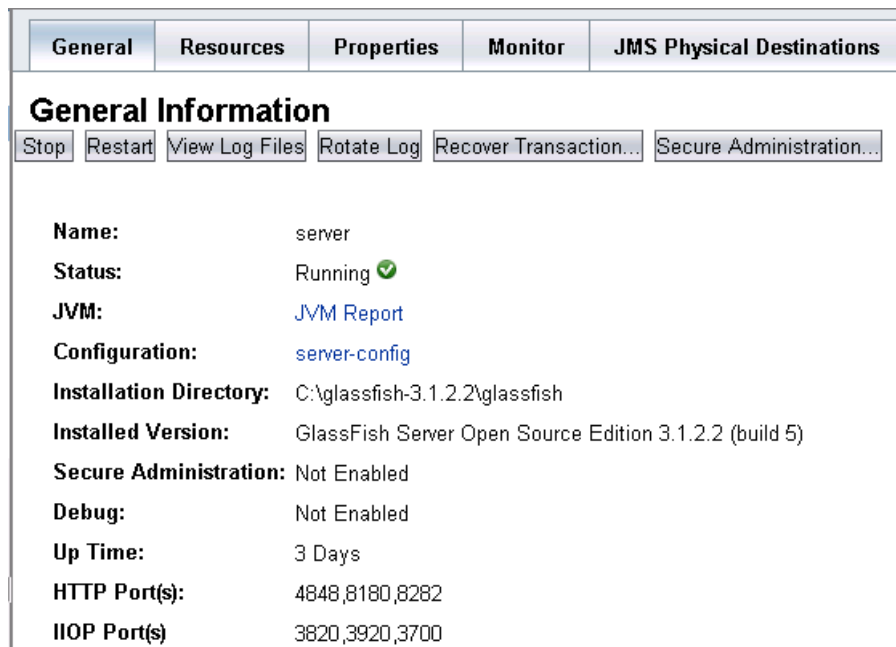 General Resources Properties Monitor JMS Physical Destinations
General Information
Stop Restart View Log Files Rotate Log Recover Transaction... Secure Administration...
Name: server
Status: Running
JVM: JVM Report
Configuration: server-config
Installation Directory: C:\glassfish-3.1.2.2\glassfish
Installed Version: GlassFish Server Open Source Edition 3.1.2.2 (build 5)
Secure Administration: Not Enabled
Debug: Not Enabled
Up Time: 3 Days
HTTP Port(s): 4848,8180,8282
IIOP Port(s) 3820,3920,3700